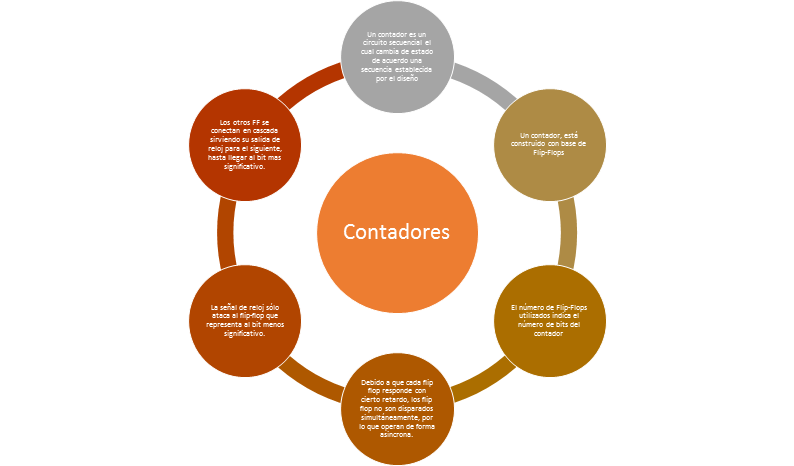 Un contador es un
circuito secuencial el
cual cambia de estado
de acuerdo una
secuencia establecida
por el diseño
Un contador, está
construido con base de
Flip-Flops
El número de Flip-Flops
utilizados indica el
número de bits del
contador
Debido a que cada flip
flop responde con
cierto retardo, los flip
flop no son disparados
simultáneamente, por
lo que operan de forma
asíncrona.
La señal de reloj sólo
ataca al flip-flop que
representa al bit menos
significativo.
Los otros FF se
conectan en cascada
sirviendo su salida de
reloj para el siguiente,
hasta llegar al bit mas
significativo.
Contadores